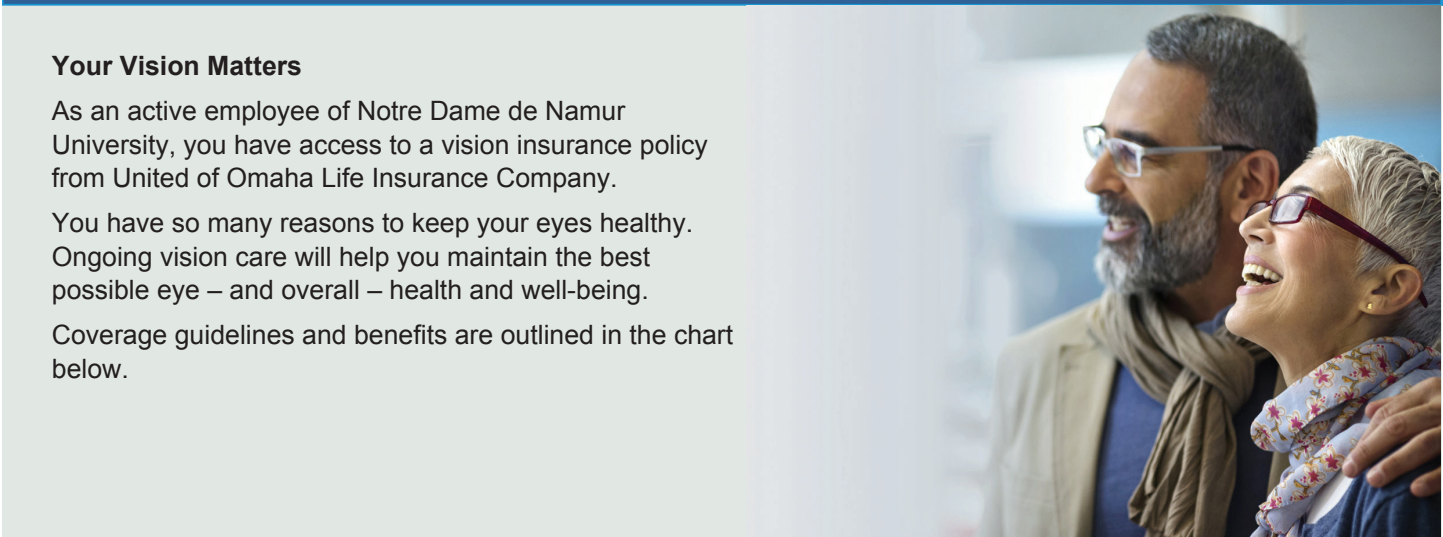 Your Vision Matters
As an active employee of Notre Dame de Namur
University, you have access to a vision insurance policy
from United of Omaha Life Insurance Company.
You have so many reasons to keep your eyes healthy.
Ongoing vision care will help you maintain the best
possible eye – and overall – health and well-being.
Coverage guidelines and benefits are outlined in the chart
below.